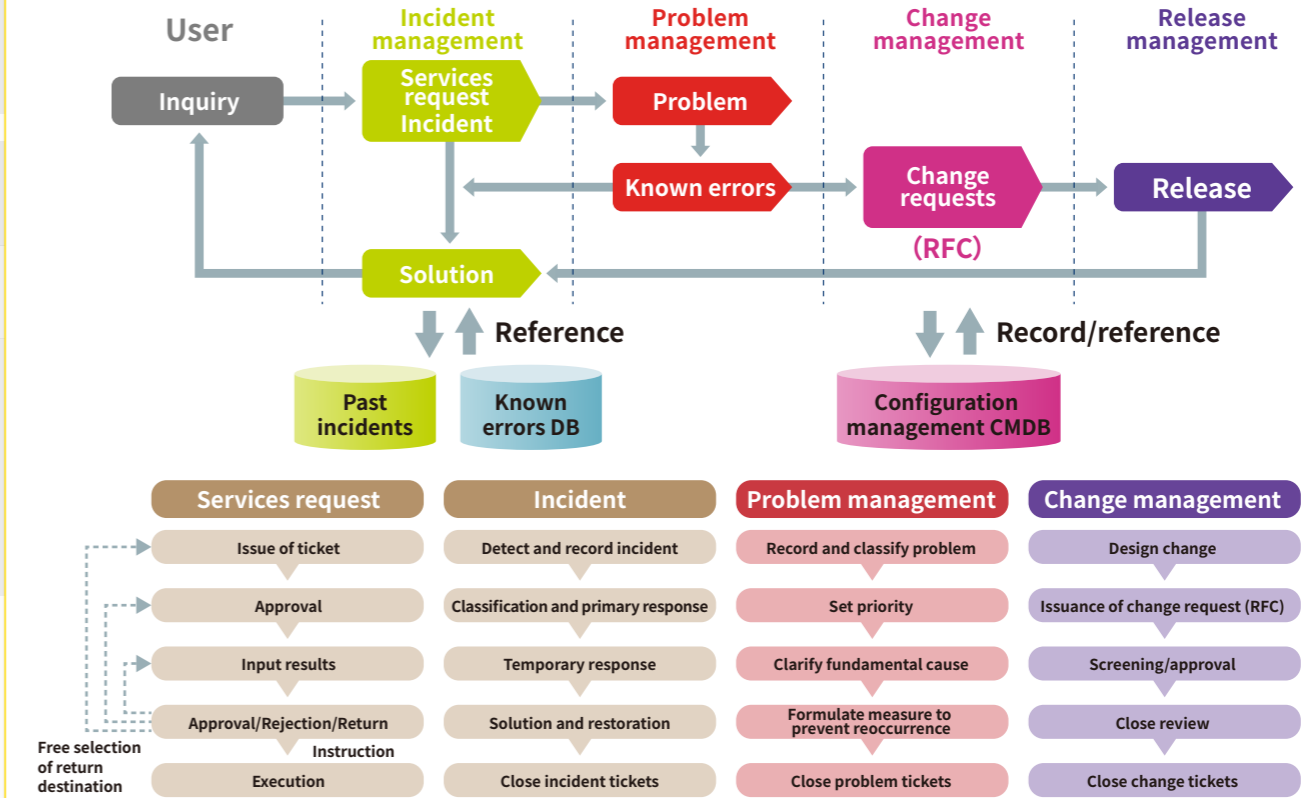 User
Incident
management
Problem
management
Change
management
Release
management
Inquiry
Services
request
Incident
Problem
Known errors
Change
requests
(RFC)
Release
Solution
Reference
Record/reference
Past
incidents
Known
errors DB
Configuration
management CMDB
Services request
Issue of ticket
Approval
Input results
Approval/Rejection/Return
Instruction
Execution
Free selection
of return
destination
Incident
Detect and record incident
Classification and primary response
Temporary response
Solution and restoration
Close incident tickets
Problem management
Record and classify problem
Set priority
Clarify fundamental cause
Formulate measure to
prevent reoccurrence
Close problem tickets
Change management
Design change
Issuance of change request (RFC)
Screening/approval
Close review
Close change tickets